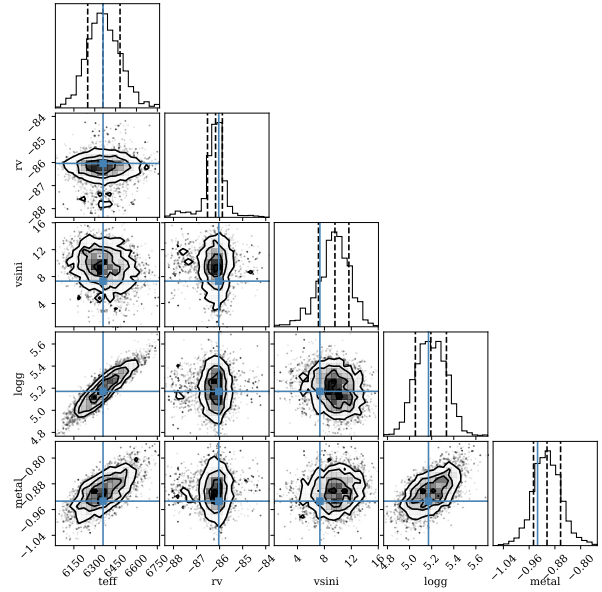 rv
−84
−85
−86
−87
−88
vsini
16
12
8
4
logg
5.6
5.4
5.2
5.0
4.8
metal
−0.80
−0.88
−0.96
−1.04
6150 6300 6450 6600 6750
−88 −87 −86 −85 −84
4 8 12 16
4.8 5.0 5.2 5.4 5.6
−1.04 −0.96 −0.88 −0.80
teff rv vsini logg metal